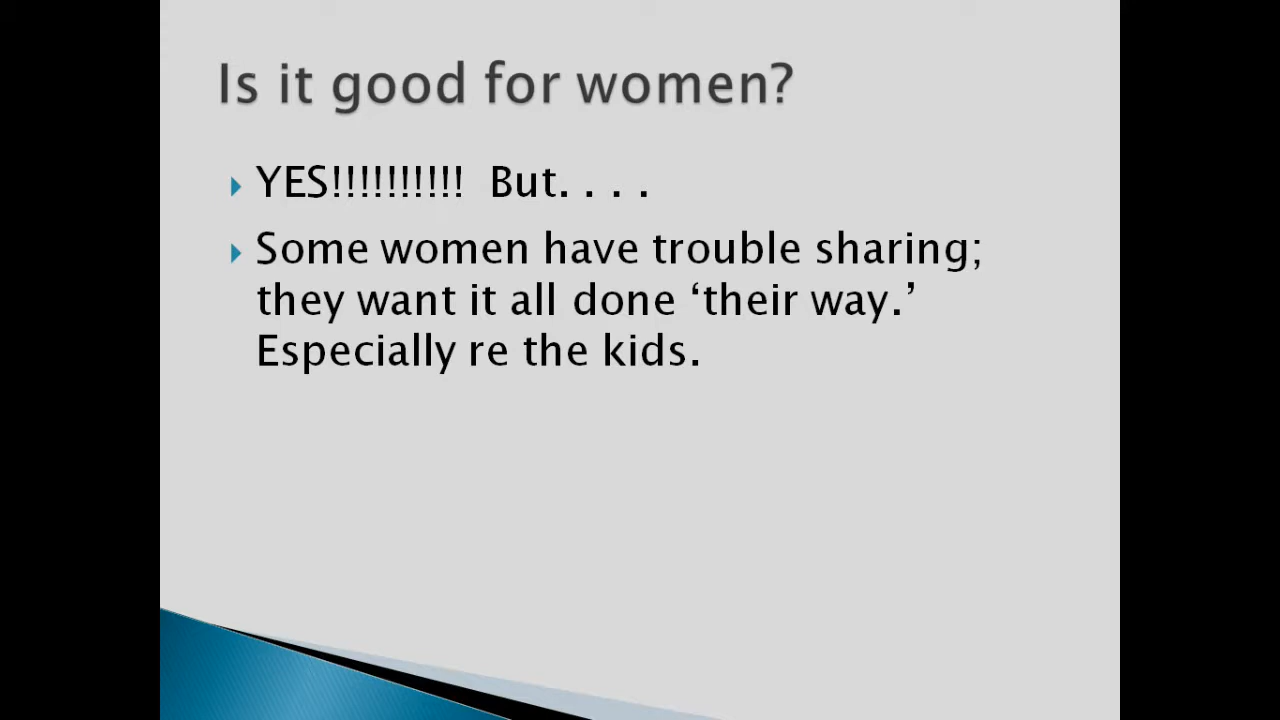 Is it good for women?
YES!!!!!!!!!! But. . . .
Some women have trouble sharing;
they want it all done ‘their way.’
Especially re the kids.